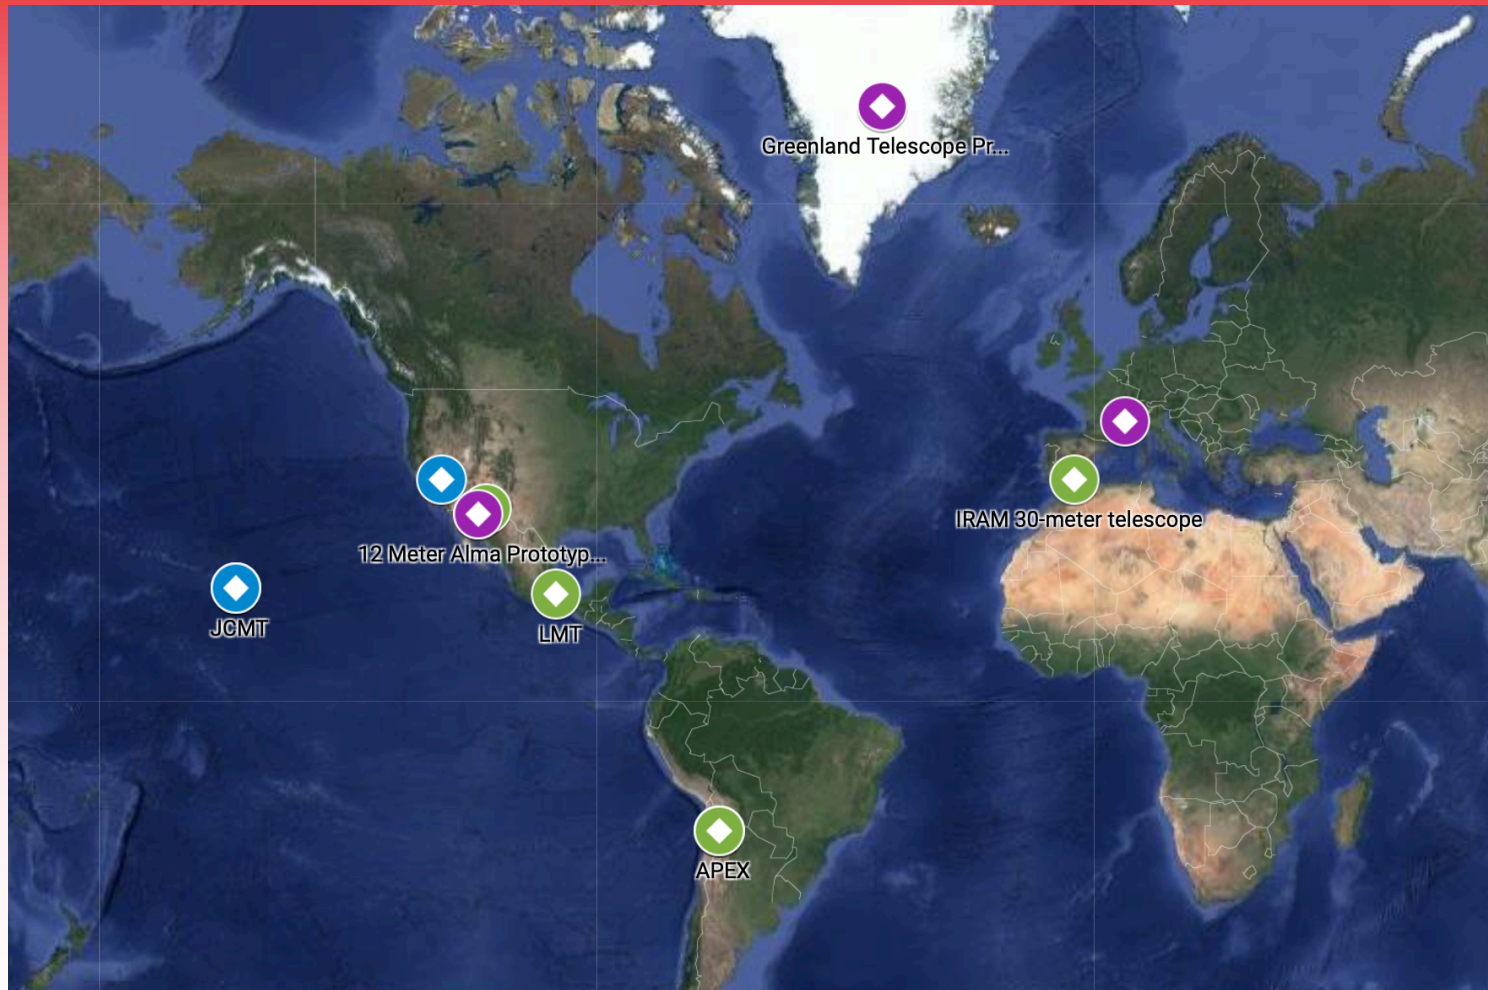 Greenland Telescope Pr...
IRAM 30-meter telescope
12 Meter Alma Prototyp...
JCMT
LMT
APEX